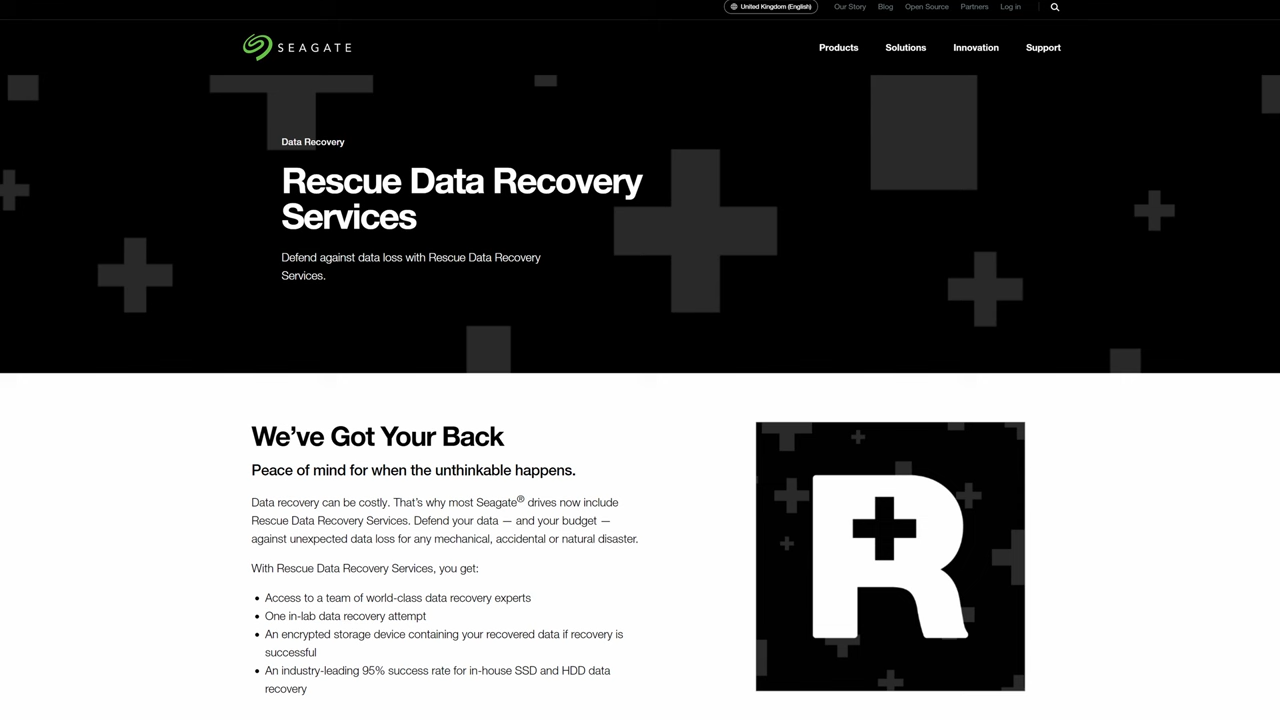 United Kingdom (English) Our Story Blog Open Source Partners Log in
SEAGATE
Products Solutions Innovation Support
Data Recovery
Rescue Data Recovery
Services
Defend against data loss with Rescue Data Recovery
Services.
We’ve Got Your Back
Peace of mind for when the unthinkable happens.
Data recovery can be costly. That’s why most Seagate® drives now include
Rescue Data Recovery Services. Defend your data — and your budget —
against unexpected data loss for any mechanical, accidental or natural disaster.
With Rescue Data Recovery Services, you get:
• Access to a team of world-class data recovery experts
• One in-lab data recovery attempt
• An encrypted storage device containing your recovered data if recovery is
successful
• An industry-leading 95% success rate for in-house SSD and HDD data
recovery
R